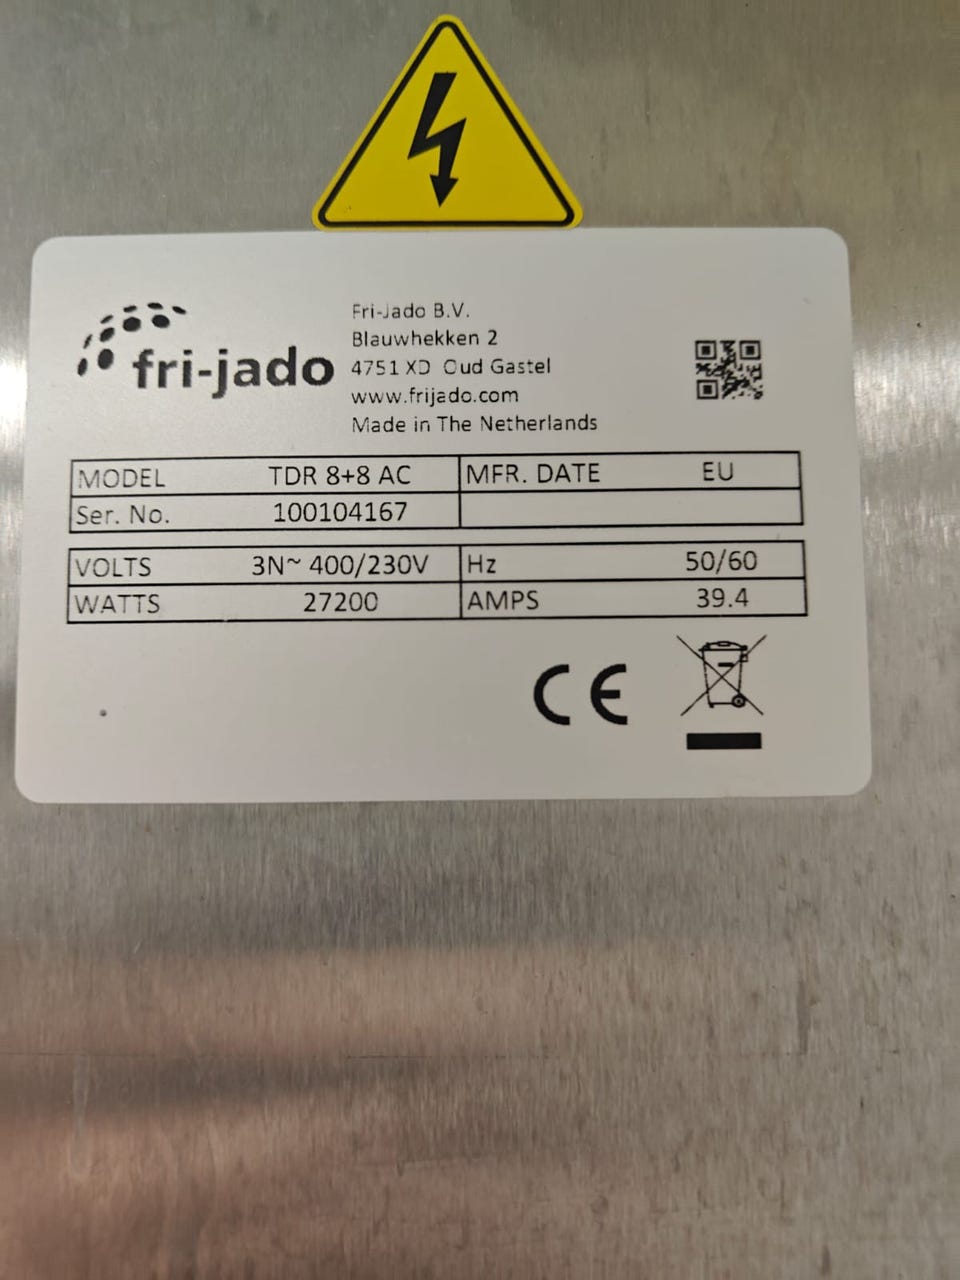 fri-jado
Fri-Jado B.V.
Blauwhekken 2
4751 XD Oud Gastel
www.frijado.com
Made in The Netherlands
MODEL TDR 8+8 AC MFR. DATE EU
Ser. No. 100104167
VOLTS 3N~ 400/230V Hz 50/60
WATTS 27200 AMPS 39.4
CE